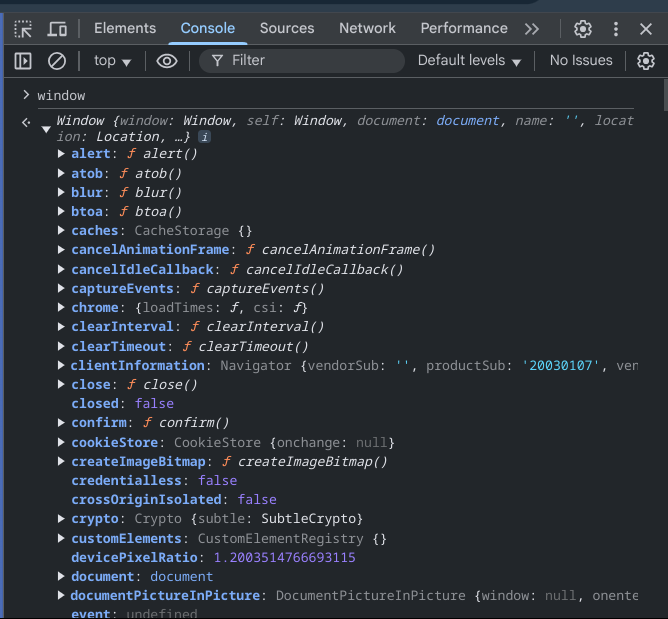 Elements Console Sources Network Performance
top Filter Default levels No Issues
window
Window {window: Window, self: Window, document: document, name: '', locat
ion: Location, …} i
alert: ƒ alert()
atob: ƒ atob()
blur: ƒ blur()
btoa: ƒ btoa()
caches: CacheStorage {}
cancelAnimationFrame: ƒ cancelAnimationFrame()
cancelIdleCallback: ƒ cancelIdleCallback()
captureEvents: ƒ captureEvents()
chrome: {loadTimes: ƒ, csi: ƒ}
clearInterval: ƒ clearInterval()
clearTimeout: ƒ clearTimeout()
clientInformation: Navigator {vendorSub: '', productSub: '20030107', ven
close: ƒ close()
closed: false
confirm: ƒ confirm()
cookieStore: CookieStore {onchange: null}
createImageBitmap: ƒ createImageBitmap()
credentialless: false
crossOriginIsolated: false
crypto: Crypto {subtle: SubtleCrypto}
customElements: CustomElementRegistry {}
devicePixelRatio: 1.2003514766693115
document: document
documentPictureInPicture: DocumentPictureInPicture {window: null, onente
event: undefined